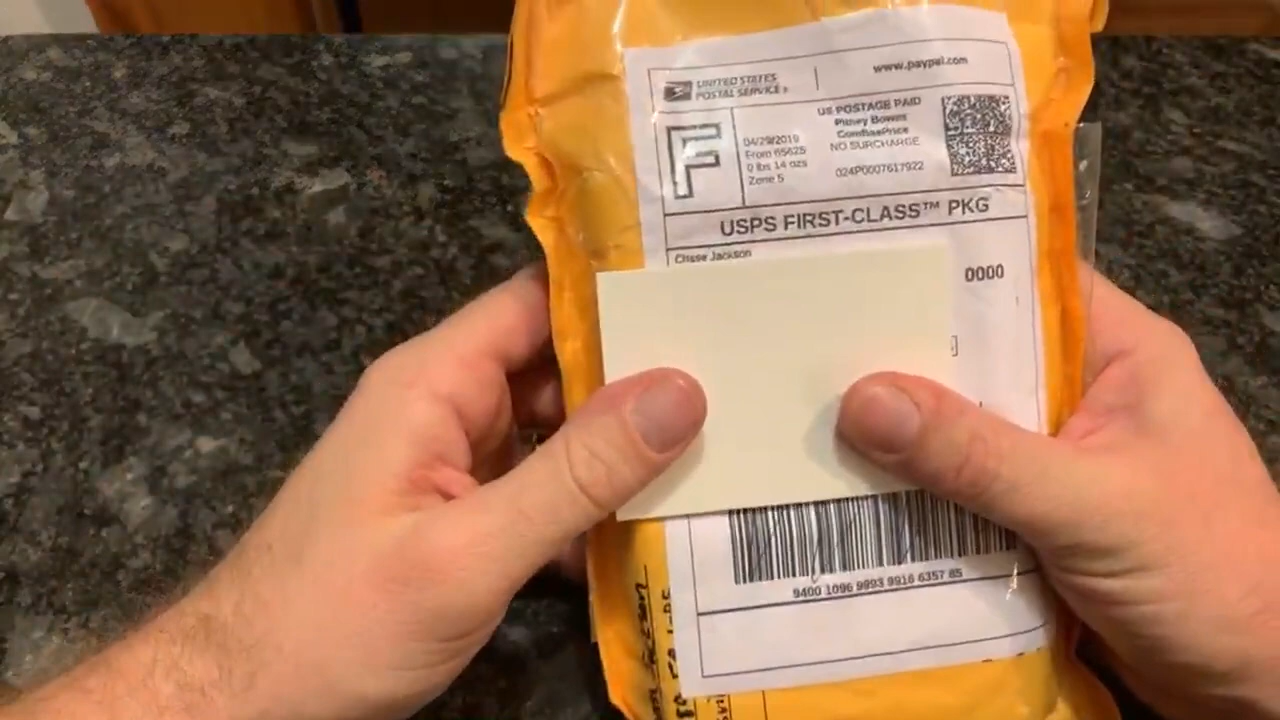 UNITED STATES
POSTAL SERVICE®
www.paypal.com
F
04/29/2019
From 65625
0 lbs 14 ozs
Zone 5
US POSTAGE PAID
Pitney Bowes
ComBasPrice
NO SURCHARGE
024P0007617922
USPS FIRST-CLASS™ PKG
Jackson
0000
9400 1096 9993 9916 6357 85